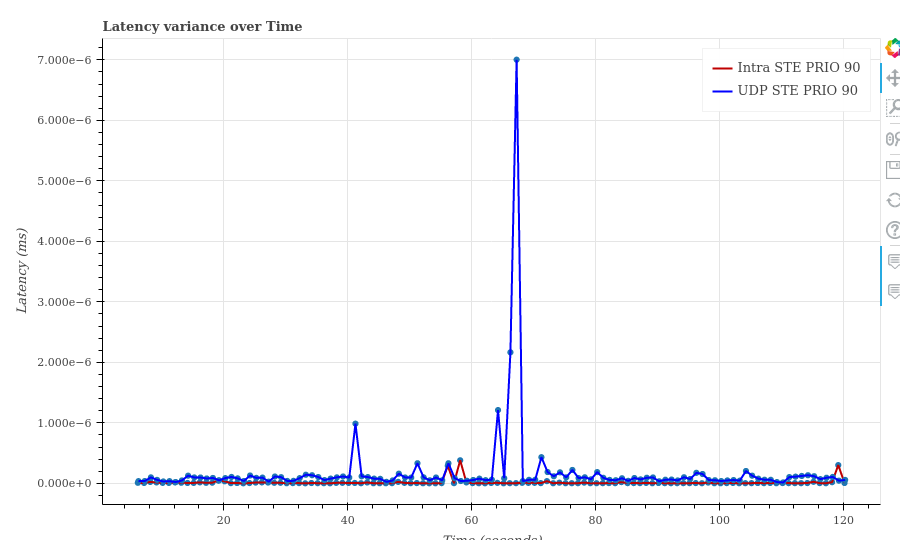 Latency variance over Time
Intra STE PRIO 90
UDP STE PRIO 90
7.000e−6
6.000e−6
5.000e−6
4.000e−6
3.000e−6
2.000e−6
1.000e−6
0.000e+0
Latency (ms)
20 40 60 80 100 120
Time (seconds)